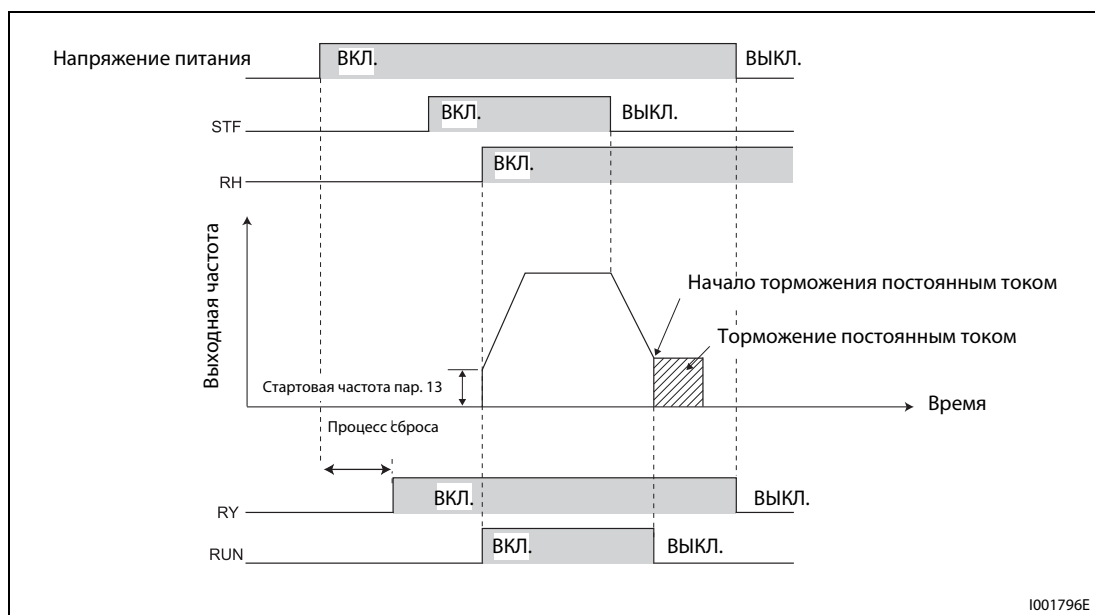 Напряжение питания
ВКЛ.
ВЫКЛ.
STF
ВКЛ.
ВЫКЛ.
RH
ВКЛ.
Выходная частота
Начало торможения постоянным током
Торможение постоянным током
Стартовая частота пар. 13
Время
Процесс сброса
RY
ВКЛ.
ВЫКЛ.
RUN
ВКЛ.
ВЫКЛ.
I001796E